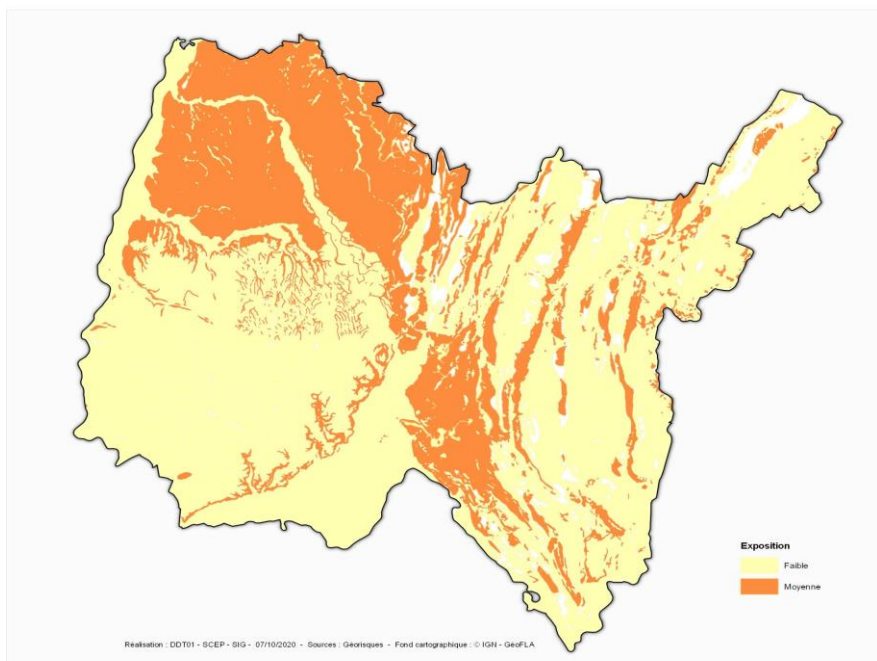 Exposition
Faible
Moyenne
Réalisation : DDT01 - SCEP - SIG - 07/10/2020 - Sources : Géorisques - Fond cartographique : © IGN - GéoFLA